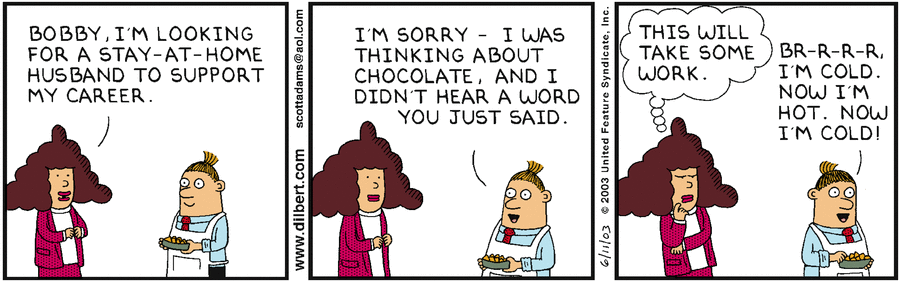 BOBBY, I'M LOOKING
FOR A STAY-AT-HOME
HUSBAND TO SUPPORT
MY CAREER.
www.dilbert.com
scottadams@aol.com
I'M SORRY - I WAS
THINKING ABOUT
CHOCOLATE, AND I
DIDN'T HEAR A WORD
YOU JUST SAID.
6/11/03 © 2003 United Feature Syndicate, Inc.
THIS WILL
TAKE SOME
WORK.
BR-R-R-R,
I'M COLD.
NOW I'M
HOT. NOW
I'M COLD!